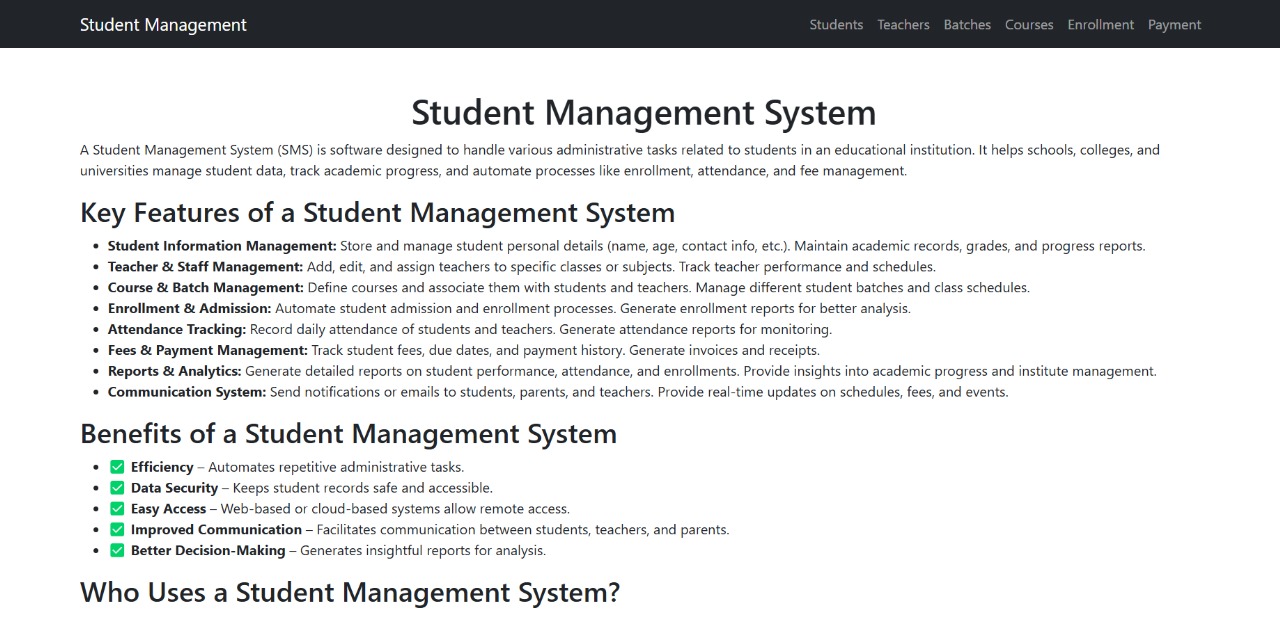 Student Management
Students Teachers Batches Courses Enrollment Payment
Student Management System
A Student Management System (SMS) is software designed to handle various administrative tasks related to students in an educational institution. It helps schools, colleges, and
universities manage student data, track academic progress, and automate processes like enrollment, attendance, and fee management.
Key Features of a Student Management System
• Student Information Management: Store and manage student personal details (name, age, contact info, etc.). Maintain academic records, grades, and progress reports.
• Teacher & Staff Management: Add, edit, and assign teachers to specific classes or subjects. Track teacher performance and schedules.
• Course & Batch Management: Define courses and associate them with students and teachers. Manage different student batches and class schedules.
• Enrollment & Admission: Automate student admission and enrollment processes. Generate enrollment reports for better analysis.
• Attendance Tracking: Record daily attendance of students and teachers. Generate attendance reports for monitoring.
• Fees & Payment Management: Track student fees, due dates, and payment history. Generate invoices and receipts.
• Reports & Analytics: Generate detailed reports on student performance, attendance, and enrollments. Provide insights into academic progress and institute management.
• Communication System: Send notifications or emails to students, parents, and teachers. Provide real-time updates on schedules, fees, and events.
Benefits of a Student Management System
• ✅ Efficiency – Automates repetitive administrative tasks.
• ✅ Data Security – Keeps student records safe and accessible.
• ✅ Easy Access – Web-based or cloud-based systems allow remote access.
• ✅ Improved Communication – Facilitates communication between students, teachers, and parents.
• ✅ Better Decision-Making – Generates insightful reports for analysis.
Who Uses a Student Management System?